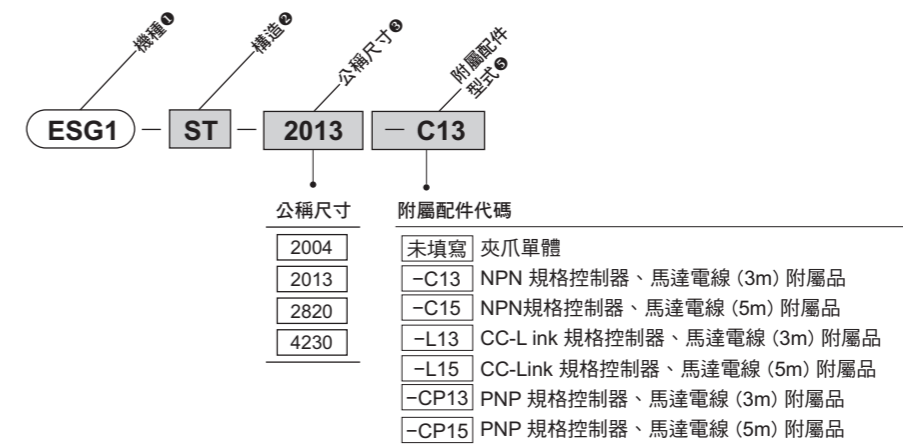 機種❶
構造❷
公稱尺寸❸
附屬配件
型式❺
ESG1 － ST － 2013 － C13
公稱尺寸
2004
2013
2820
4230
附屬配件代碼
未填寫 夾爪單體
−C13 NPN 規格控制器、馬達電線 (3m) 附屬品
−C15 NPN規格控制器、馬達電線 (5m) 附屬品
−L13 CC-L ink 規格控制器、馬達電線 (3m) 附屬品
−L15 CC-Link 規格控制器、馬達電線 (5m) 附屬品
−CP13 PNP 規格控制器、馬達電線 (3m) 附屬品
−CP15 PNP 規格控制器、馬達電線 (5m) 附屬品